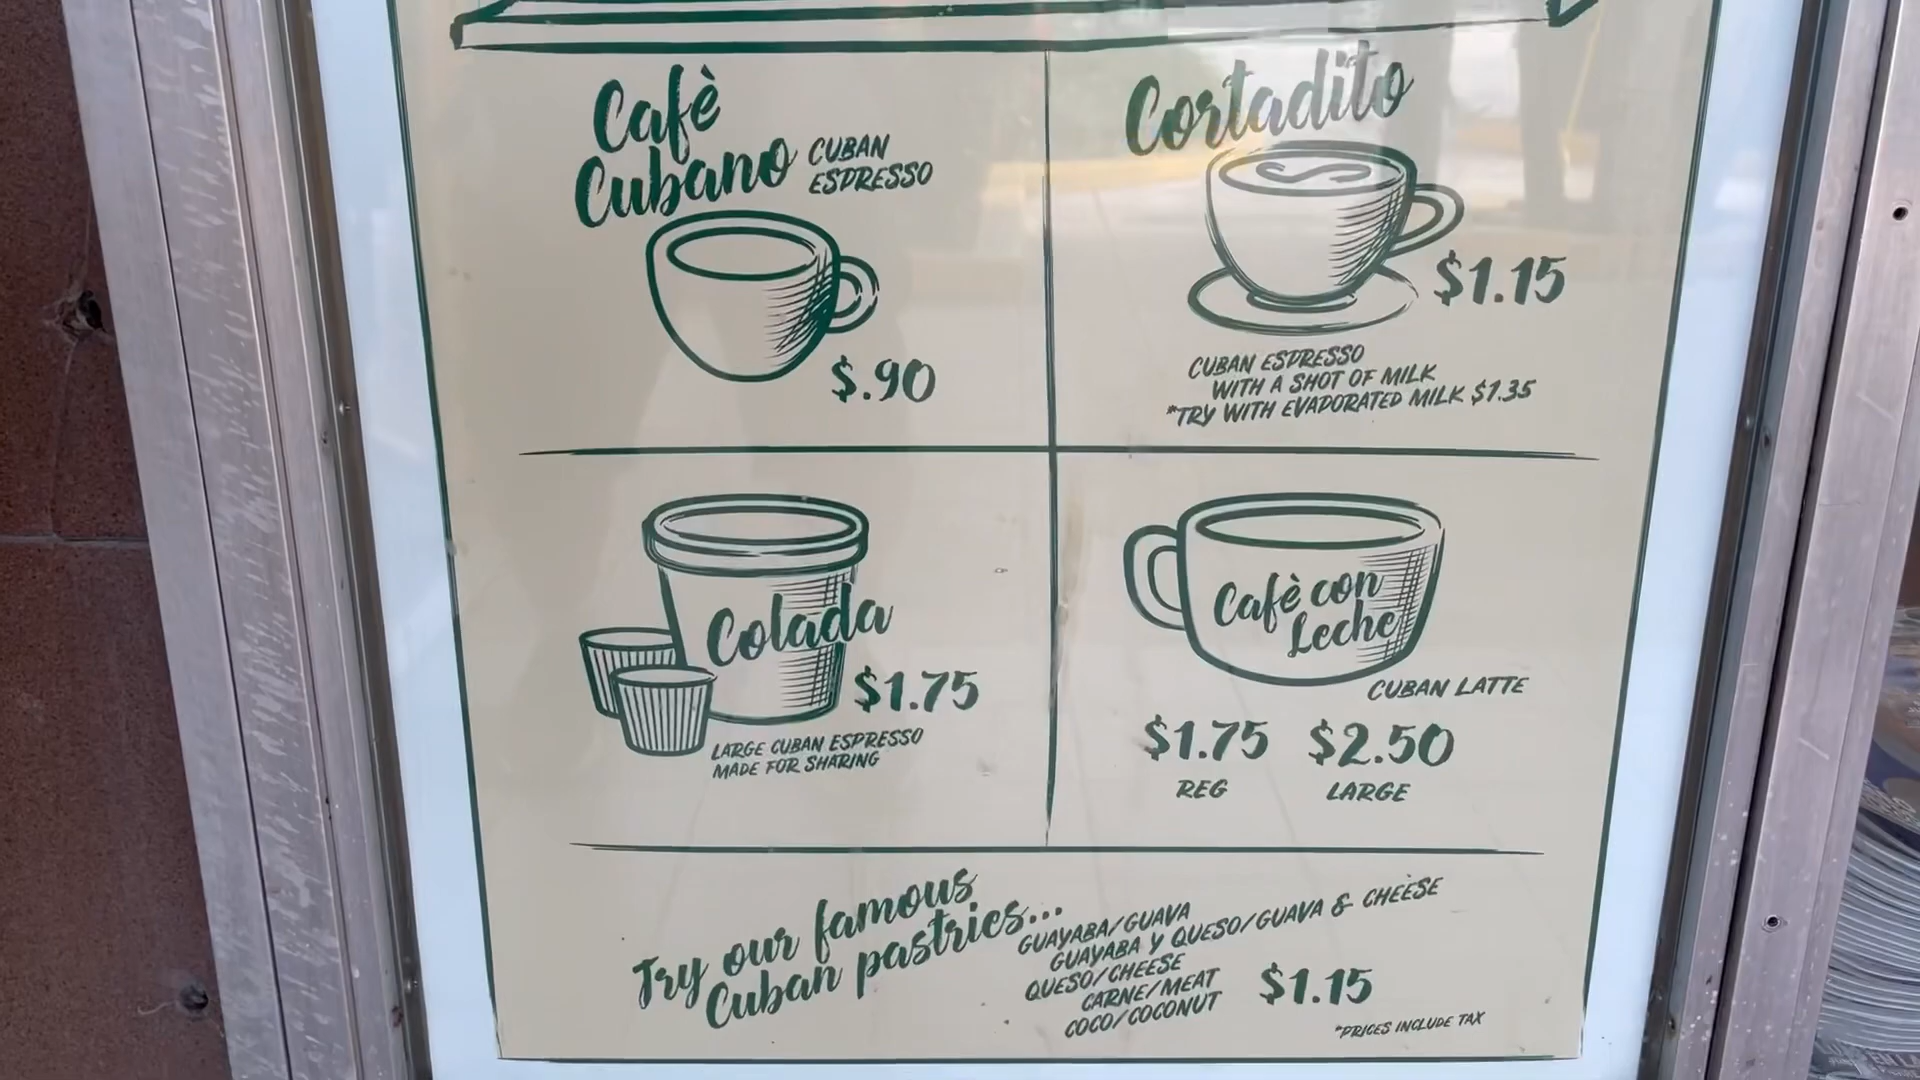 Cafè
Cubano
CUBAN
ESPRESSO
$.90
Cortadito
$1.15
CUBAN ESPRESSO
WITH A SHOT OF MILK
*TRY WITH EVAPORATED MILK $1.35
Colada
$1.75
LARGE CUBAN ESPRESSO
MADE FOR SHARING
Cafè con
Leche
CUBAN LATTE
$1.75 $2.50
REG LARGE
Try our famous
Cuban pastries...
GUAYABA/GUAVA
GUAYABA Y QUESO/GUAVA & CHEESE
QUESO/CHEESE
CARNE/MEAT
COCO/COCONUT
$1.15
*PRICES INCLUDE TAX